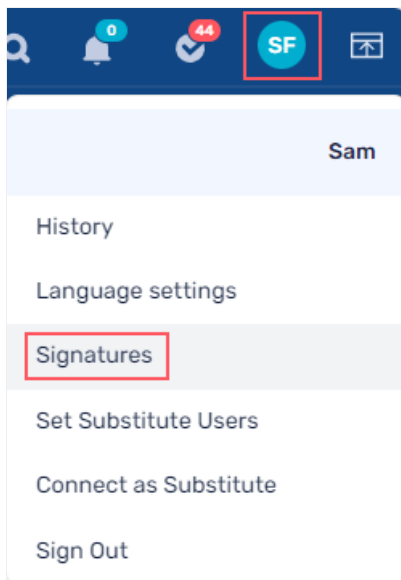 0 44 SF
Sam
History
Language settings
Signatures
Set Substitute Users
Connect as Substitute
Sign Out